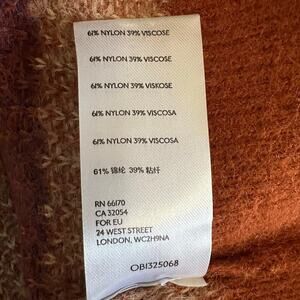 61% NYLON 39% VISCOSE
61% NYLON 39% VISCOSE
61% NYLON 39% VISKOSE
61% NYLON 39% VISCOSA
61% NYLON 39% VISCOSA
61% 锦纶 39% 粘纤
RN 66170
CA 32054
FOR EU
24 WEST STREET
LONDON, WC2H9NA
OB1325068